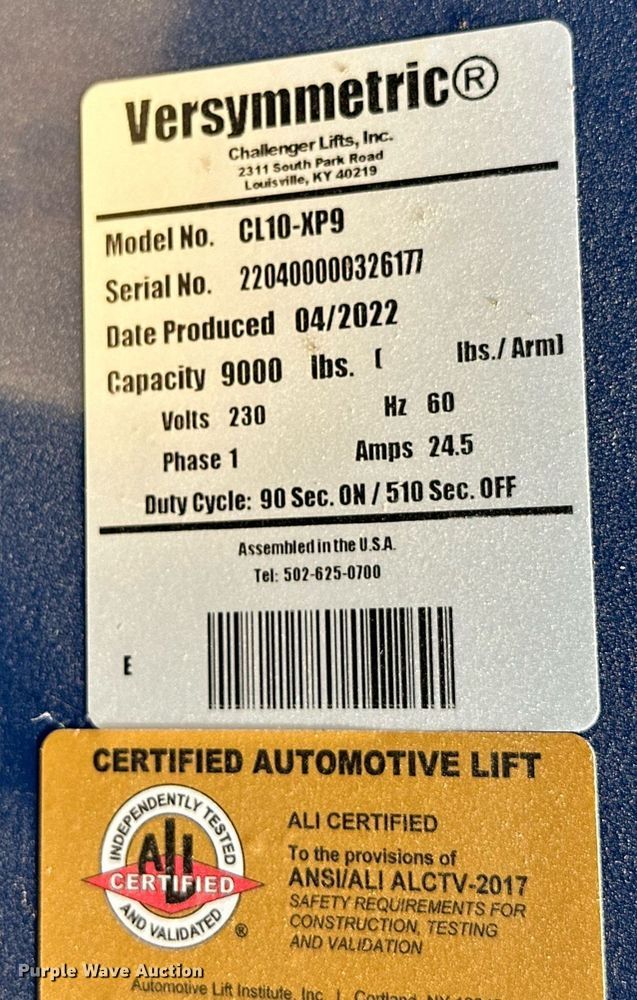 Versymmetric®
Challenger Lifts, Inc.
2311 South Park Road
Louisville, KY 40219
Model No. CL10-XP9
Serial No. 220400000326177
Date Produced 04/2022
Capacity 9000 lbs. [ lbs./ Arm]
Volts 230 Hz 60
Phase 1 Amps 24.5
Duty Cycle: 90 Sec. ON / 510 Sec. OFF
Assembled in the U.S.A.
Tel: 502-625-0700
E
CERTIFIED AUTOMOTIVE LIFT
INDEPENDENTLY TESTED
ALI
CERTIFIED
AND VALIDATED
®
ALI CERTIFIED
To the provisions of
ANSI/ALI ALCTV-2017
SAFETY REQUIREMENTS FOR
CONSTRUCTION, TESTING
AND VALIDATION
Purple Wave Auction
Automotive Lift Institute, Inc. | Cortland, NY